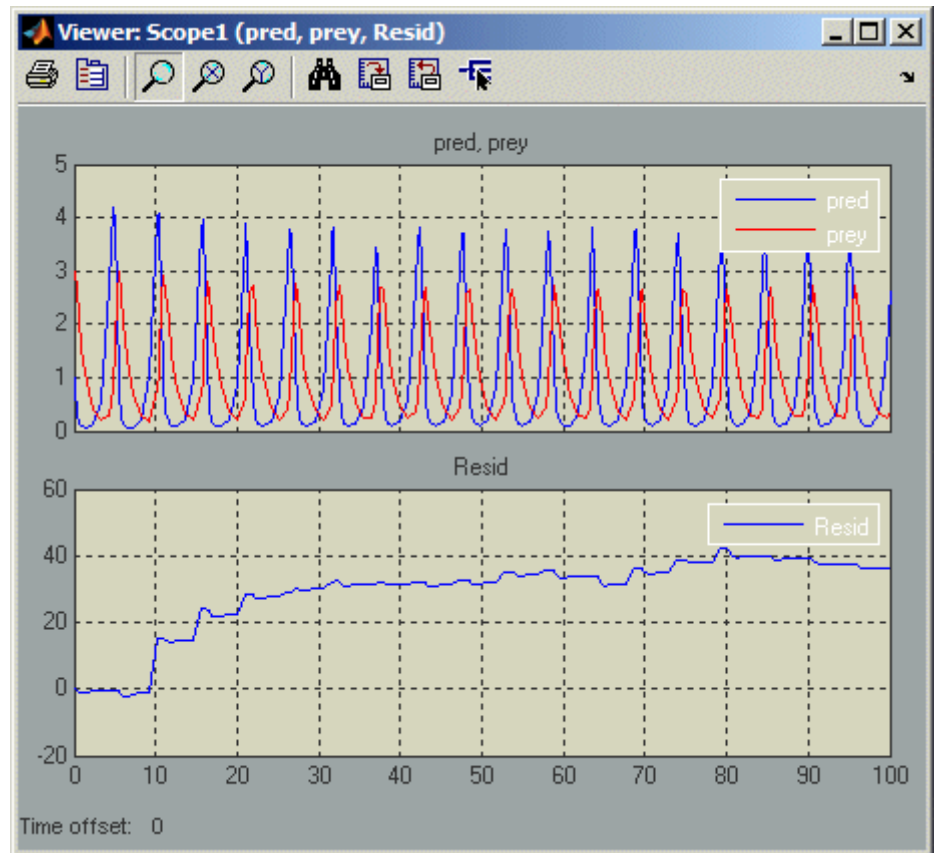 Viewer: Scope1 (pred, prey, Resid)
pred, prey
5
4
3
2
1
0
pred
prey
Resid
60
40
20
0
-20
Resid
0 10 20 30 40 50 60 70 80 90 100
Time offset: 0